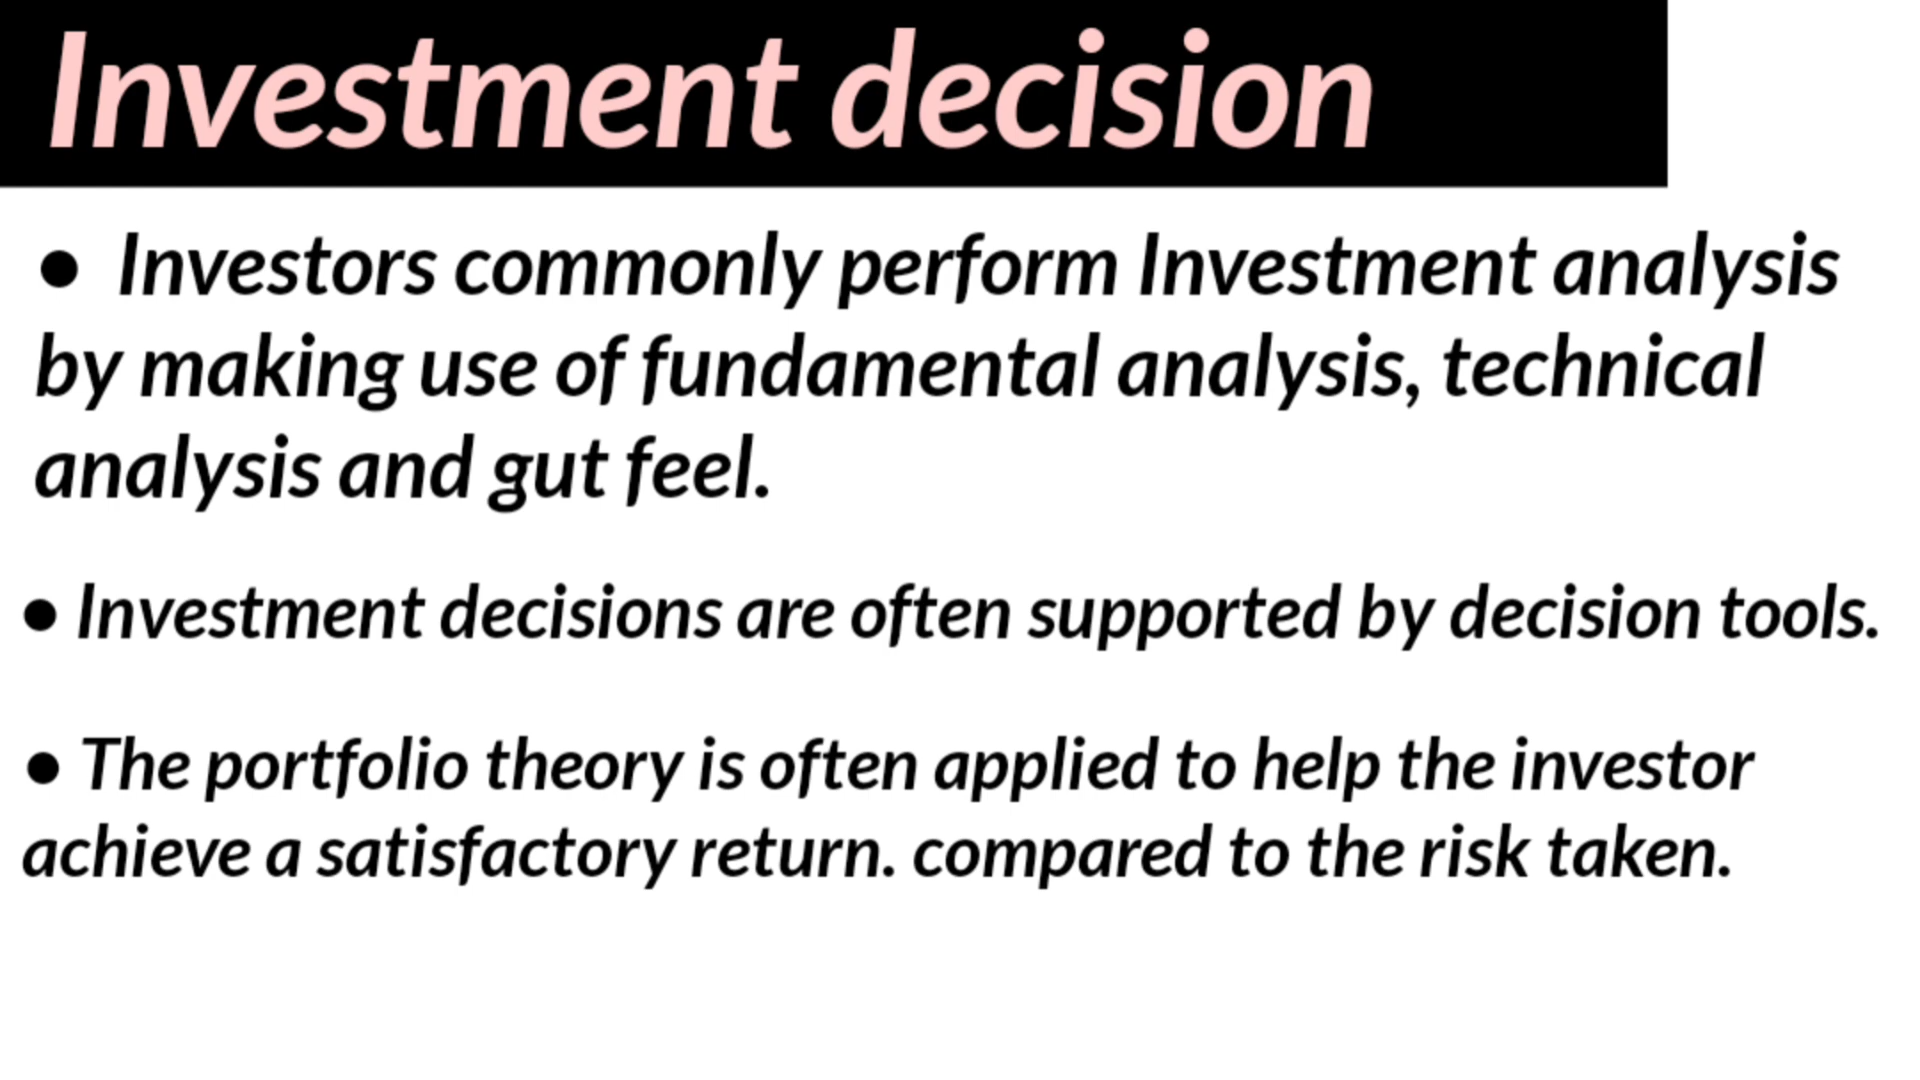 Investment decision
● Investors commonly perform Investment analysis
by making use of fundamental analysis, technical
analysis and gut feel.
● Investment decisions are often supported by decision tools.
● The portfolio theory is often applied to help the investor
achieve a satisfactory return. compared to the risk taken.